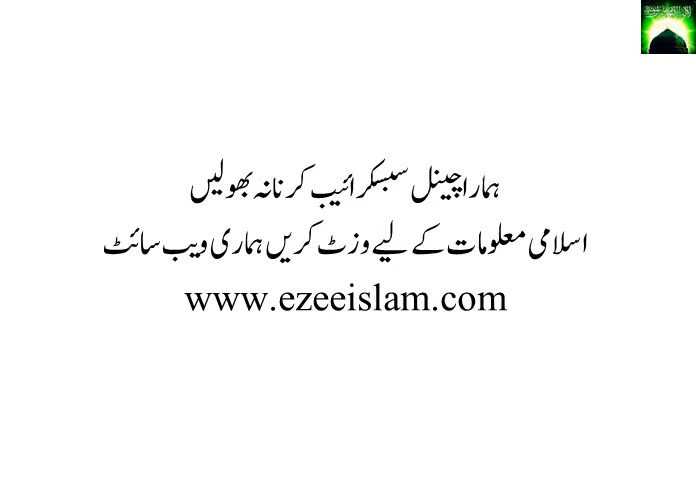 ہمارا چینل سبسکرائیب کرنا نہ بھولیں
اسلامی معلومات کے لیے وزٹ کریں ہماری ویب سائٹ
www.ezeeislam.com